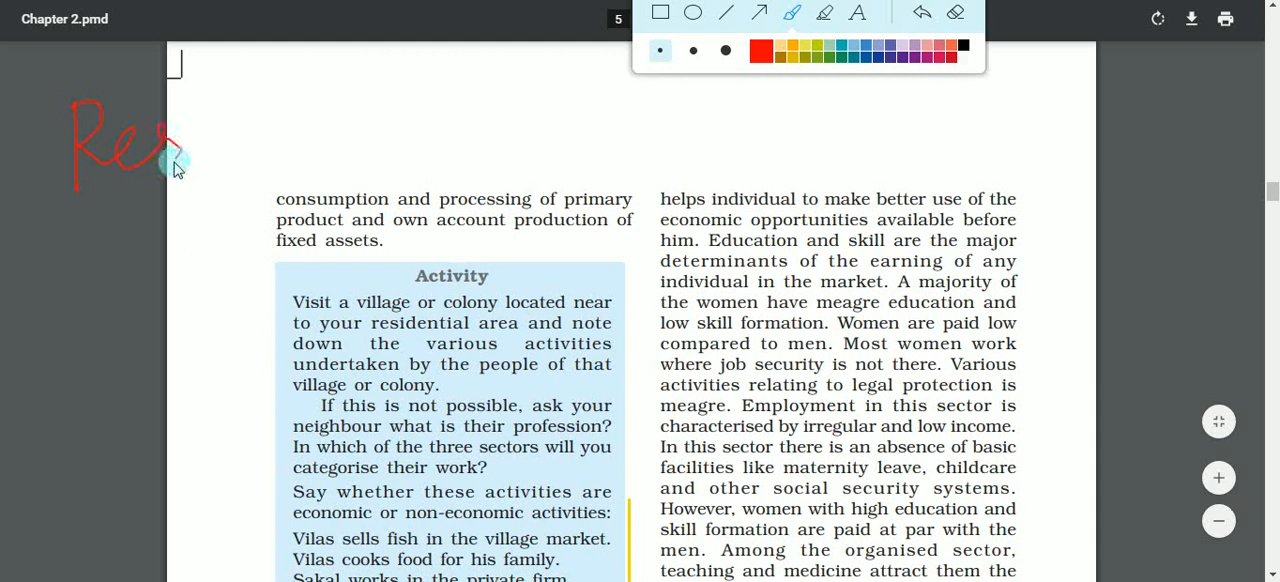 Chapter 2.pmd
5
A
consumption and processing of primary
product and own account production of
fixed assets.
Activity
Visit a village or colony located near
to your residential area and note
down the various activities
undertaken by the people of that
village or colony.
If this is not possible, ask your
neighbour what is their profession?
In which of the three sectors will you
categorise their work?
Say whether these activities are
economic or non-economic activities:
Vilas sells fish in the village market.
Vilas cooks food for his family.
Sakal works in the private firm.
helps individual to make better use of the
economic opportunities available before
him. Education and skill are the major
determinants of the earning of any
individual in the market. A majority of
the women have meagre education and
low skill formation. Women are paid low
compared to men. Most women work
where job security is not there. Various
activities relating to legal protection is
meagre. Employment in this sector is
characterised by irregular and low income.
In this sector there is an absence of basic
facilities like maternity leave, childcare
and other social security systems.
However, women with high education and
skill formation are paid at par with the
men. Among the organised sector,
teaching and medicine attract them the